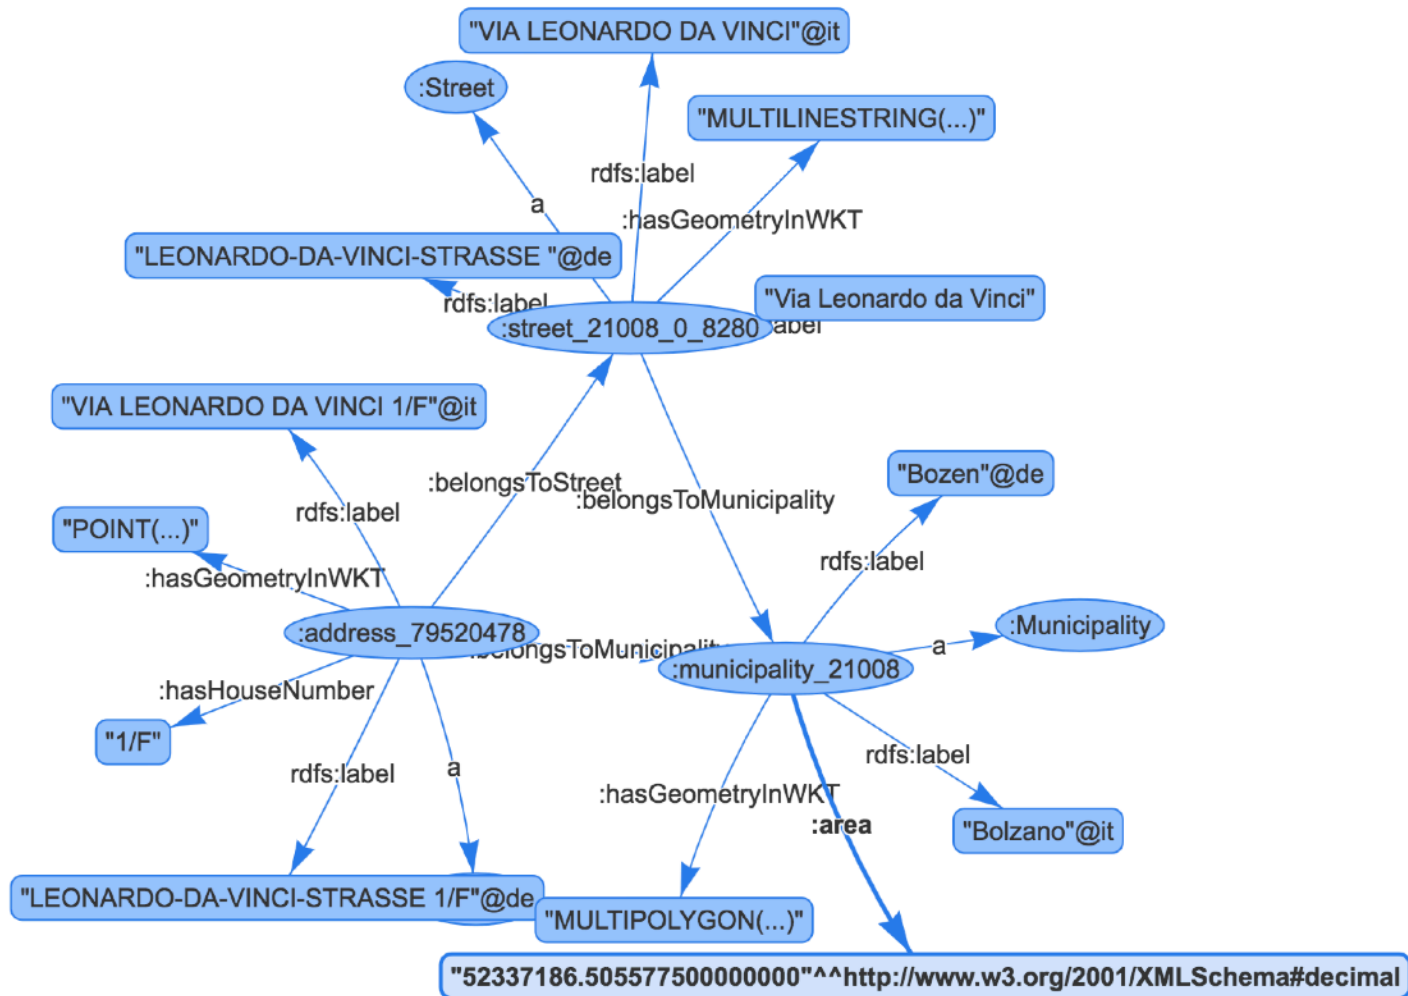 "VIA LEONARDO DA VINCI"@it
:Street
"MULTILINESTRING(...)"
rdfs:label
a
:hasGeometryInWKT
"LEONARDO-DA-VINCI-STRASSE "@de
rdfs:label
"Via Leonardo da Vinci"
:street_21008_0_8280
"VIA LEONARDO DA VINCI 1/F"@it
:belongsToStreet
:belongsToMunicipality
"Bozen"@de
rdfs:label
"POINT(...)"
rdfs:label
:hasGeometryInWKT
:address_79520478
:belongsToMunicipality
:municipality_21008
a
:Municipality
:hasHouseNumber
"1/F"
rdfs:label
a
rdfs:label
:hasGeometryInWKT
:area
"Bolzano"@it
"LEONARDO-DA-VINCI-STRASSE 1/F"@de
"MULTIPOLYGON(...)"
"52337186.505577500000000"^^http://www.w3.org/2001/XMLSchema#decimal